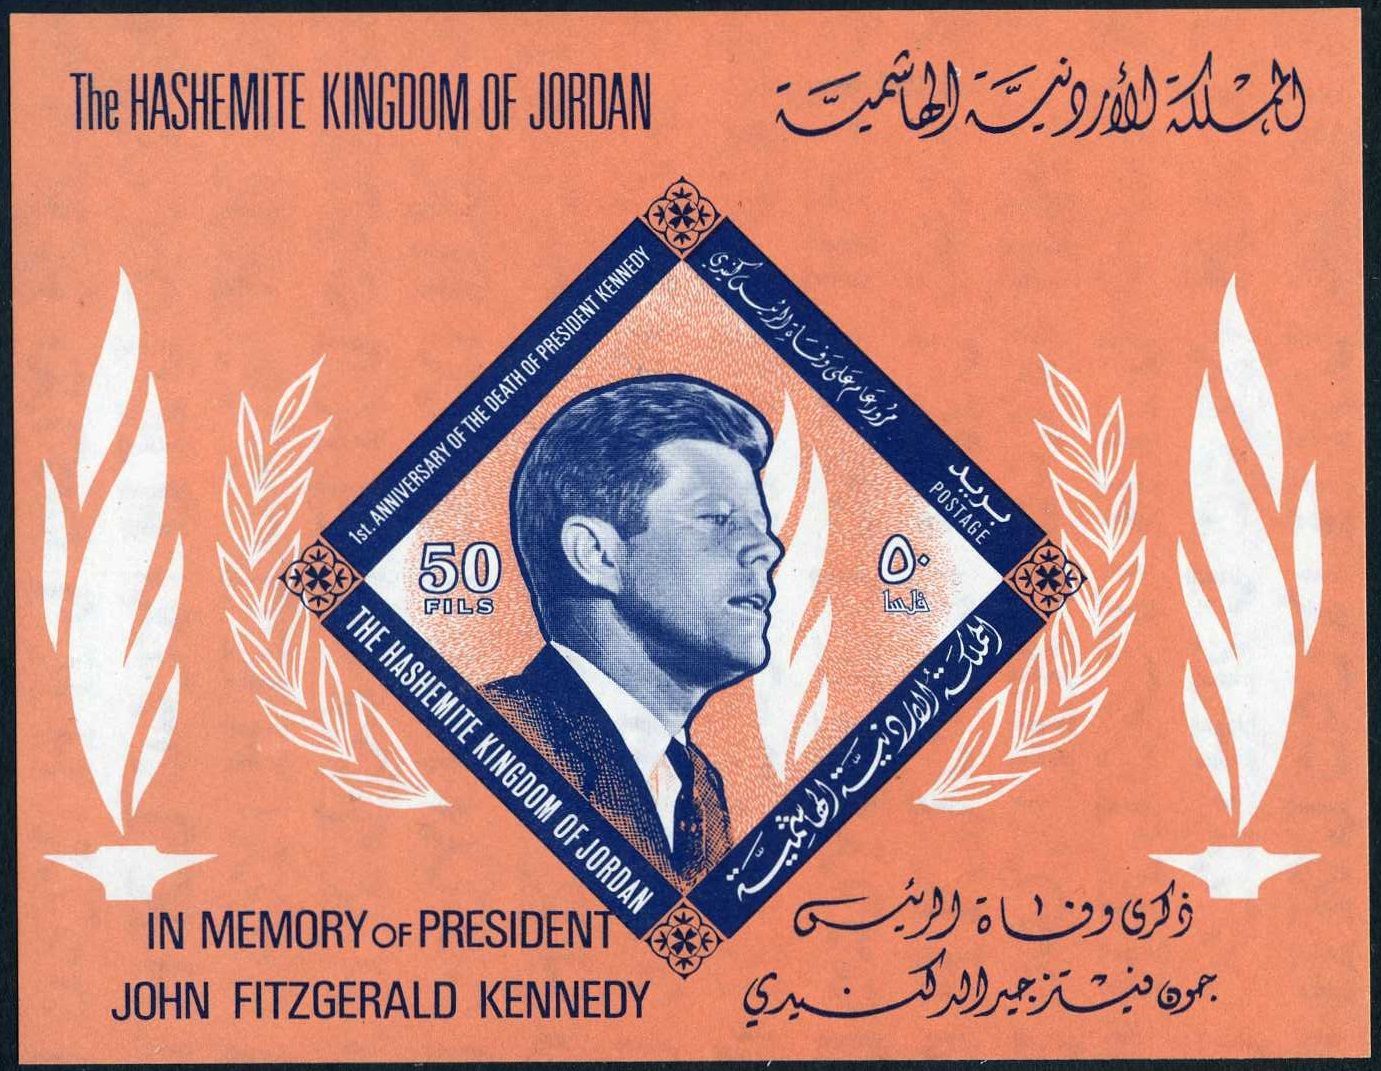 The HASHEMITE KINGDOM OF JORDAN
المملكة الأردنية الهاشمية
1st. ANNIVERSARY OF THE DEATH OF PRESIDENT KENNEDY
مرور عام على وفاة الرئيس كنيدي
بريد
POSTAGE
50
FILS
٥٠
فلسا
THE HASHEMITE KINGDOM OF JORDAN
المملكة الأردنية الهاشمية
IN MEMORY OF PRESIDENT
JOHN FITZGERALD KENNEDY
ذكرى وفاة الرئيس
جون فيتزجيرالد كنيدي